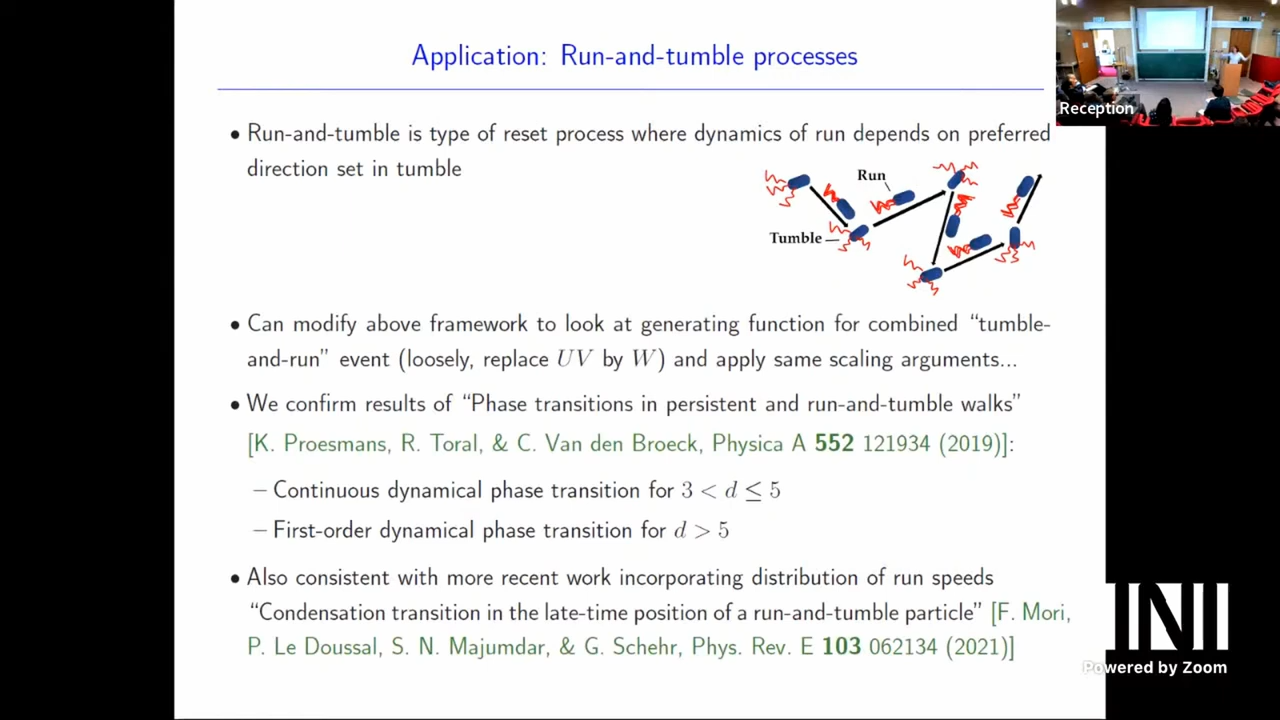 Application: Run-and-tumble processes
Reception
• Run-and-tumble is type of reset process where dynamics of run depends on preferred
direction set in tumble
Run
Tumble
• Can modify above framework to look at generating function for combined “tumble-
and-run” event (loosely, replace UV by W) and apply same scaling arguments...
• We confirm results of “Phase transitions in persistent and run-and-tumble walks”
[K. Proesmans, R. Toral, & C. Van den Broeck, Physica A 552 121934 (2019)]:
– Continuous dynamical phase transition for 3 < d ≤ 5
– First-order dynamical phase transition for d > 5
• Also consistent with more recent work incorporating distribution of run speeds
“Condensation transition in the late-time position of a run-and-tumble particle” [F. Mori,
P. Le Doussal, S. N. Majumdar, & G. Schehr, Phys. Rev. E 103 062134 (2021)]
INI
Powered by Zoom